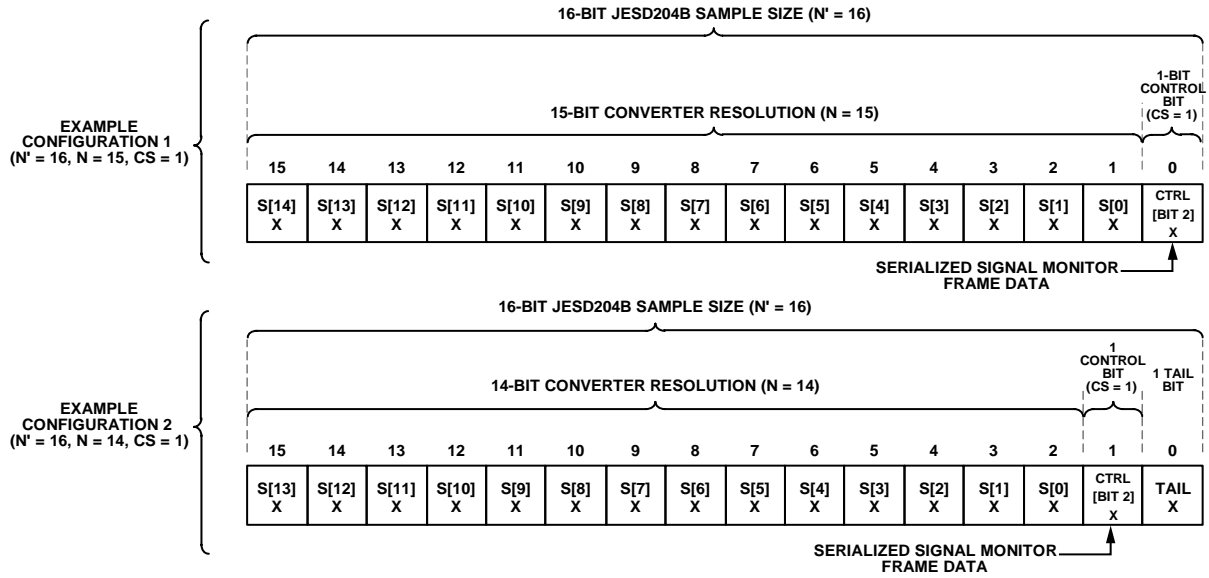 16-BIT JESD204B SAMPLE SIZE (N' = 16)
1-BIT
CONTROL
BIT
(CS = 1)
15-BIT CONVERTER RESOLUTION (N = 15)
EXAMPLE
CONFIGURATION 1
(N' = 16, N = 15, CS = 1)
15 14 13 12 11 10 9 8 7 6 5 4 3 2 1 0
S[14] S[13] S[12] S[11] S[10] S[9] S[8] S[7] S[6] S[5] S[4] S[3] S[2] S[1] S[0] CTRL
[BIT 2]
X X X X X X X X X X X X X X X X
SERIALIZED SIGNAL MONITOR
FRAME DATA
16-BIT JESD204B SAMPLE SIZE (N' = 16)
1
CONTROL
BIT
(CS = 1)
1 TAIL
BIT
14-BIT CONVERTER RESOLUTION (N = 14)
EXAMPLE
CONFIGURATION 2
(N' = 16, N = 14, CS = 1)
15 14 13 12 11 10 9 8 7 6 5 4 3 2 1 0
S[13] S[12] S[11] S[10] S[9] S[8] S[7] S[6] S[5] S[4] S[3] S[2] S[1] S[0] CTRL TAIL
[BIT 2]
X X X X X X X X X X X X X X X X
SERIALIZED SIGNAL MONITOR
FRAME DATA